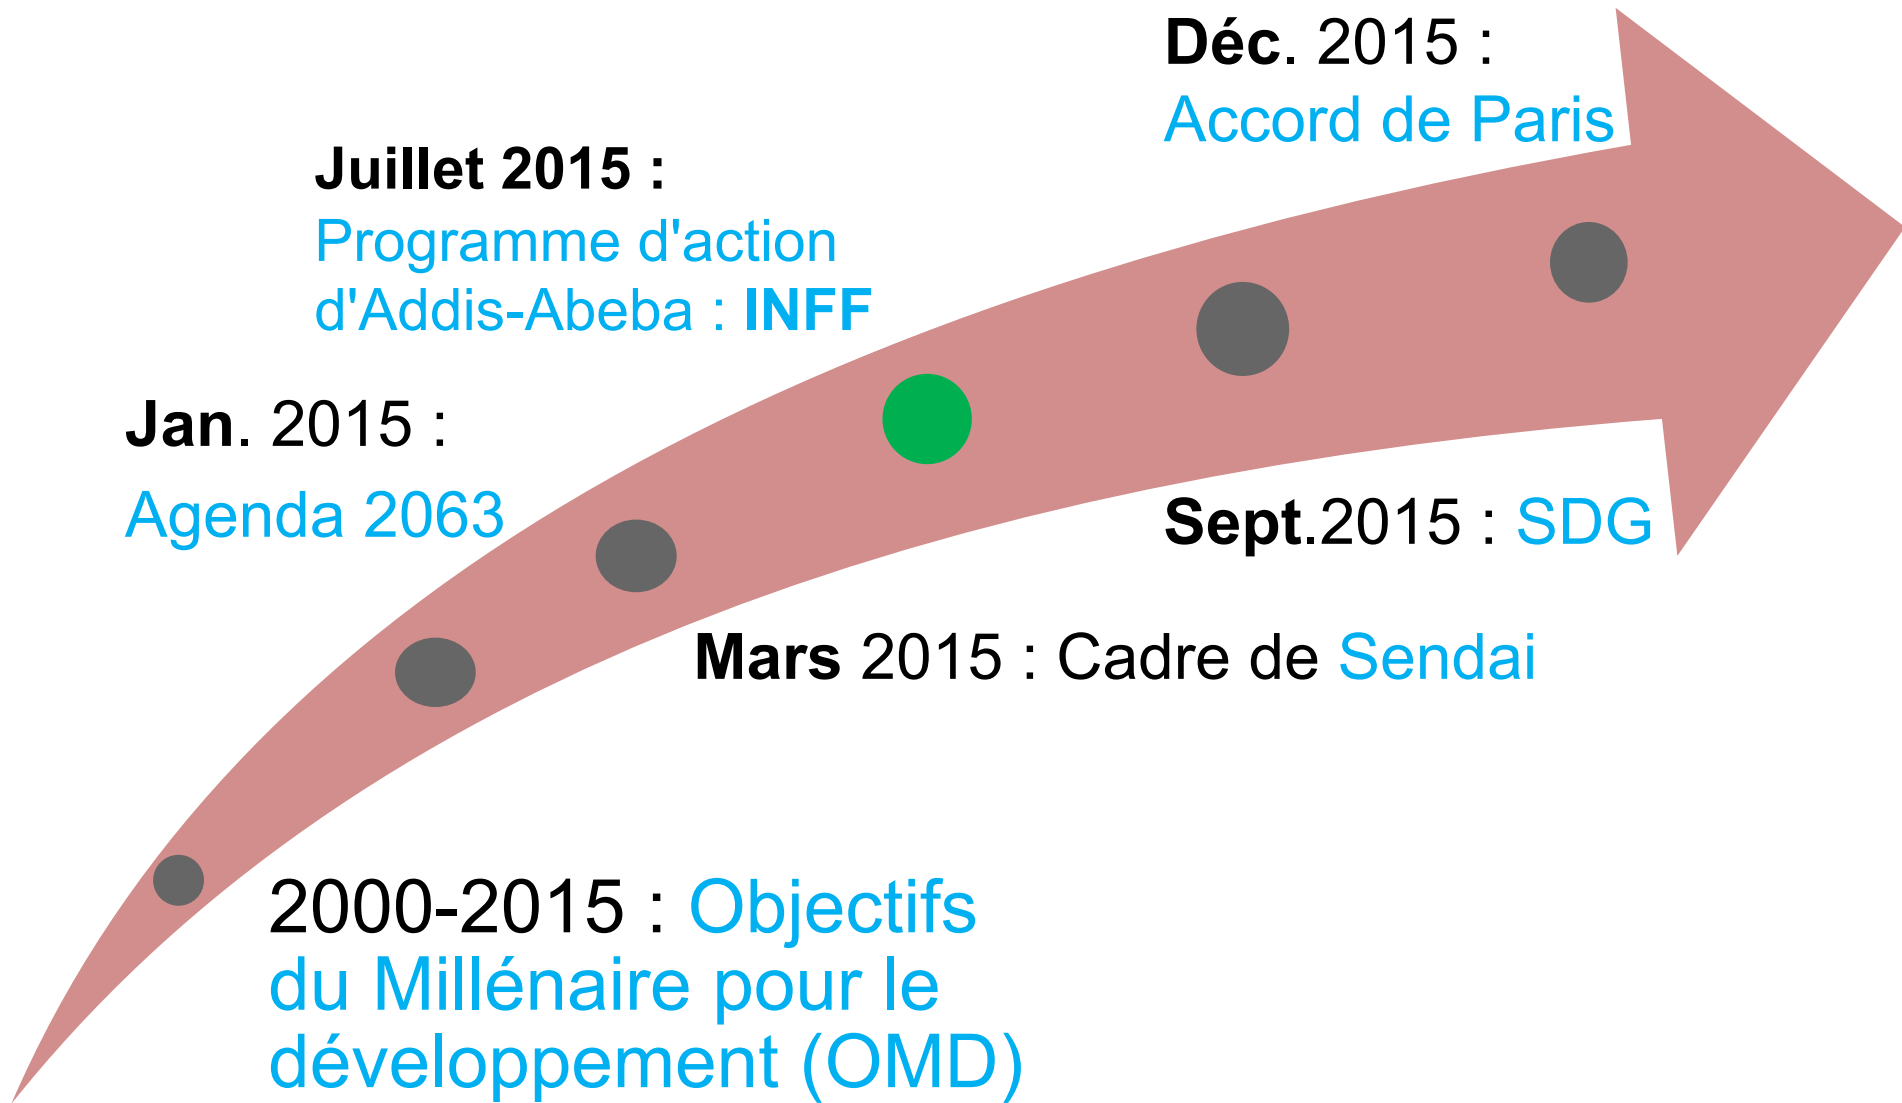 Déc. 2015 :
Accord de Paris
Juillet 2015 :
Programme d'action
d'Addis-Abeba : INFF
Jan. 2015 :
Agenda 2063
Sept.2015 : SDG
Mars 2015 : Cadre de Sendai
2000-2015 : Objectifs
du Millénaire pour le
développement (OMD)